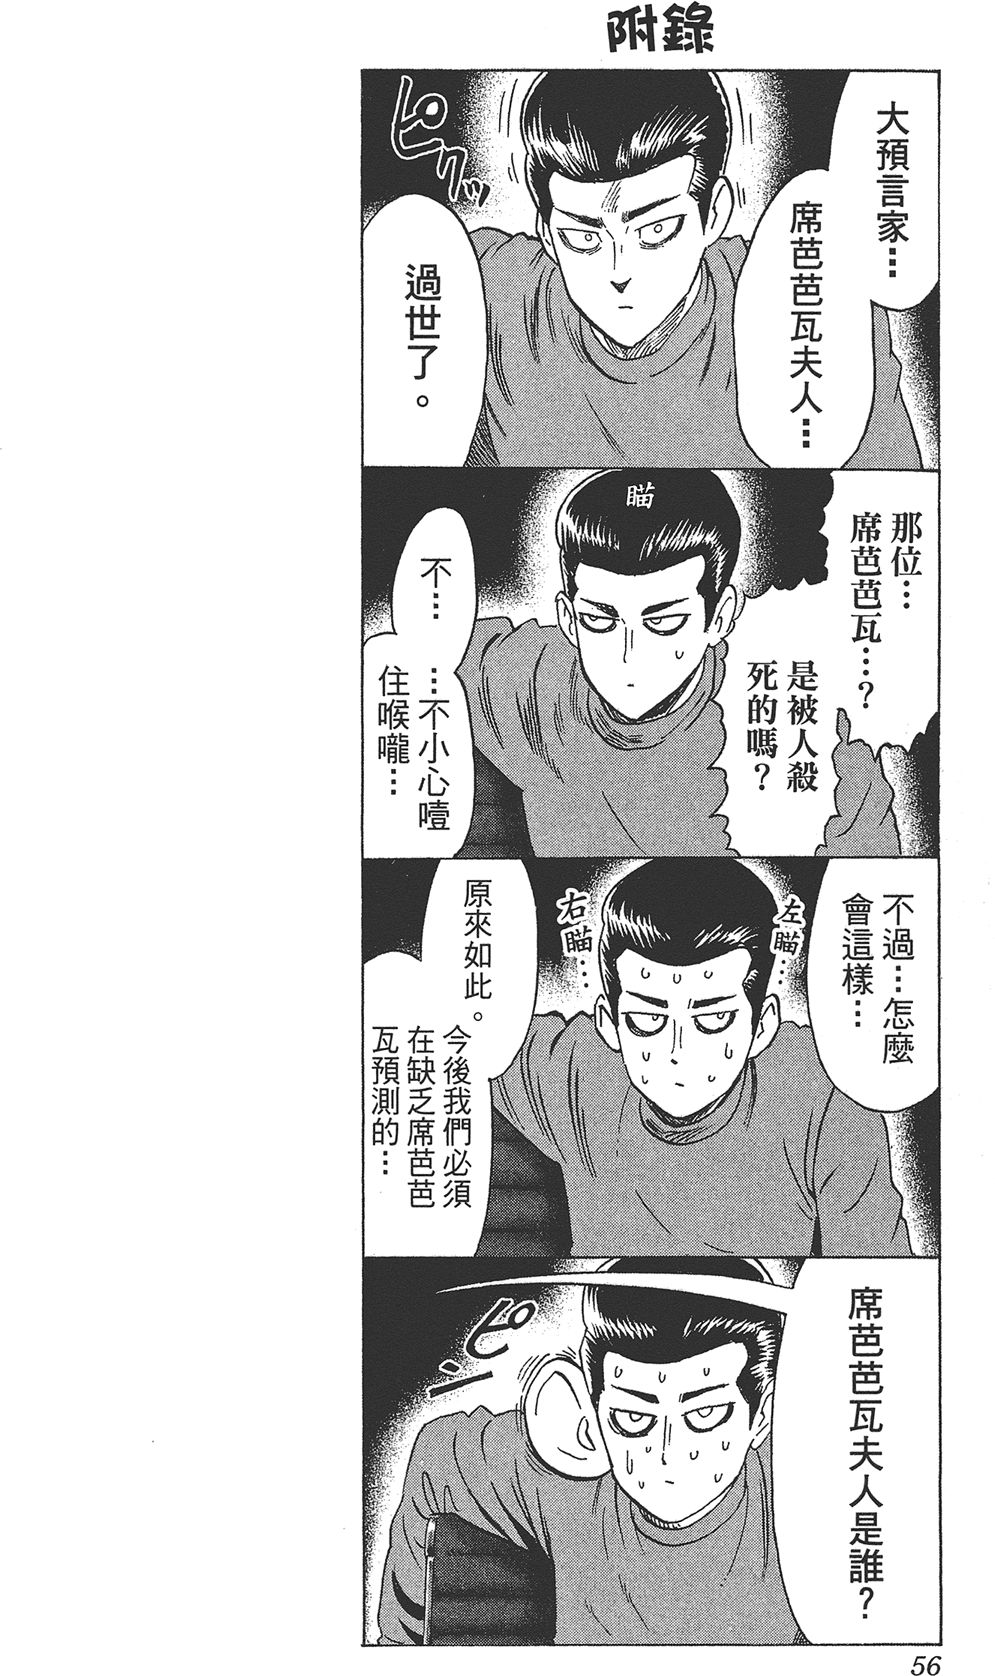 附錄
大預言家…
席芭芭瓦夫人…
ピクッ
過世了。
那位…
席芭芭瓦…？
是被人殺
死的嗎？
瞄
不…
…不小心噎
住喉嚨…
不過…怎麼
會這樣…
左瞄…
右瞄…
原來如此。
今後我們必須
在缺乏席芭芭
瓦預測的…
席芭芭瓦夫人是誰？
ピーン
56